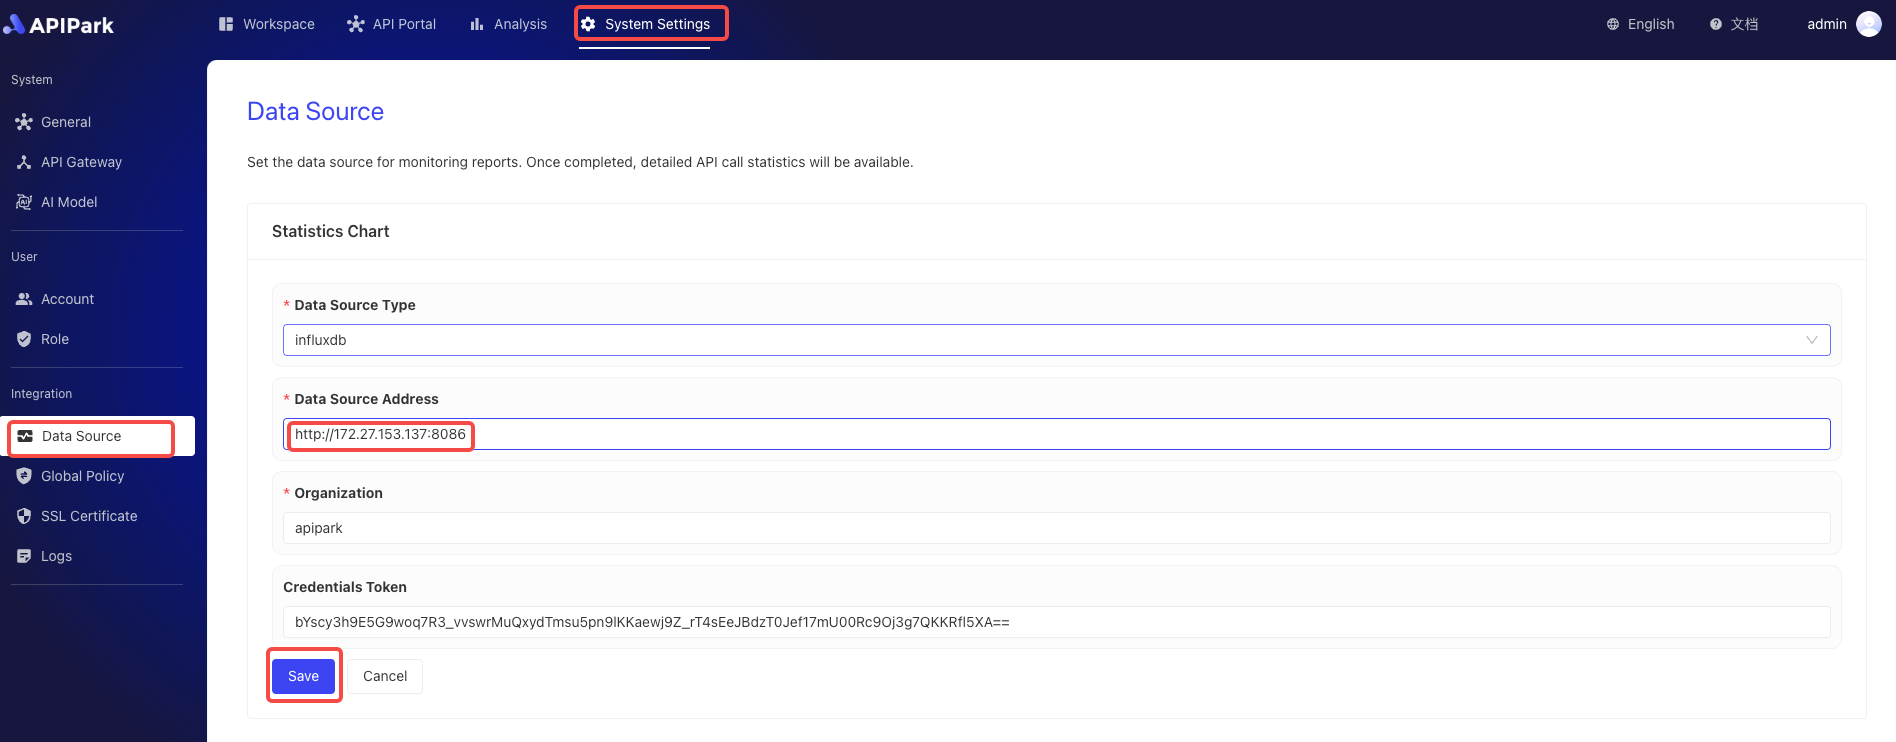 APIPark
Workspace
API Portal
Analysis
System Settings
English
文档
admin
System
General
API Gateway
AI Model
User
Account
Role
Integration
Data Source
Global Policy
SSL Certificate
Logs
Data Source
Set the data source for monitoring reports. Once completed, detailed API call statistics will be available.
Statistics Chart
* Data Source Type
influxdb
* Data Source Address
http://172.27.153.137:8086
* Organization
apipark
Credentials Token
bYscy3h9E5G9woq7R3_vvswrMuQxydTmsu5pn9IKKaewj9Z_rT4sEeJBdzT0Jef17mU00Rc9Oj3g7QKKRfI5XA==
Save
Cancel